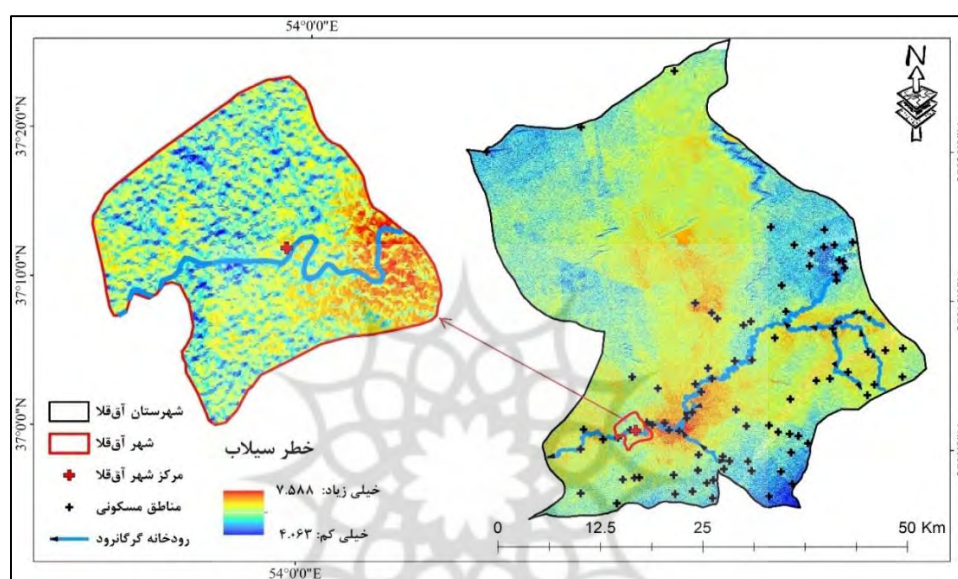 54°0'0"E
N
37°20'0"N
37°10'0"N
37°0'0"N
شهرستان آق‌قلا
شهر آق‌قلا
مرکز شهر آق‌قلا
مناطق مسکونی
رودخانه گرگانرود
خطر سیلاب
خیلی زیاد: ۷.۵۸۸
خیلی کم: ۴.۰۶۳
0 12.5 25 50 Km
54°0'0"E